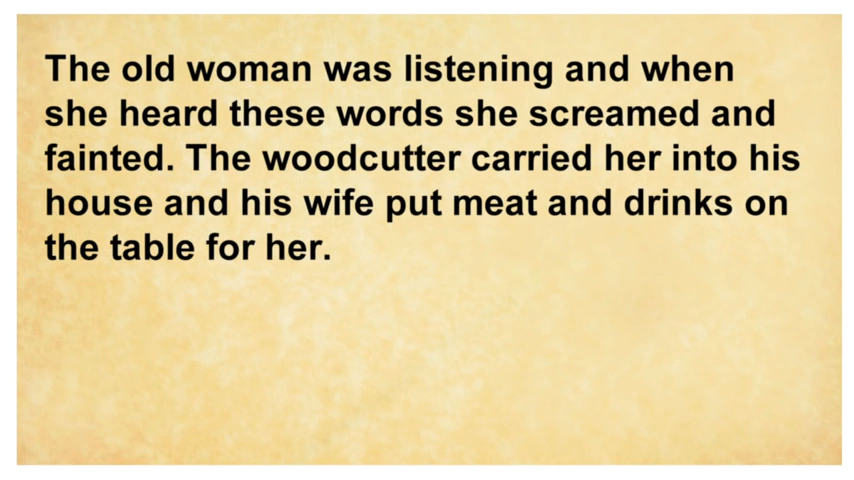 The old woman was listening and when
she heard these words she screamed and
fainted. The woodcutter carried her into his
house and his wife put meat and drinks on
the table for her.